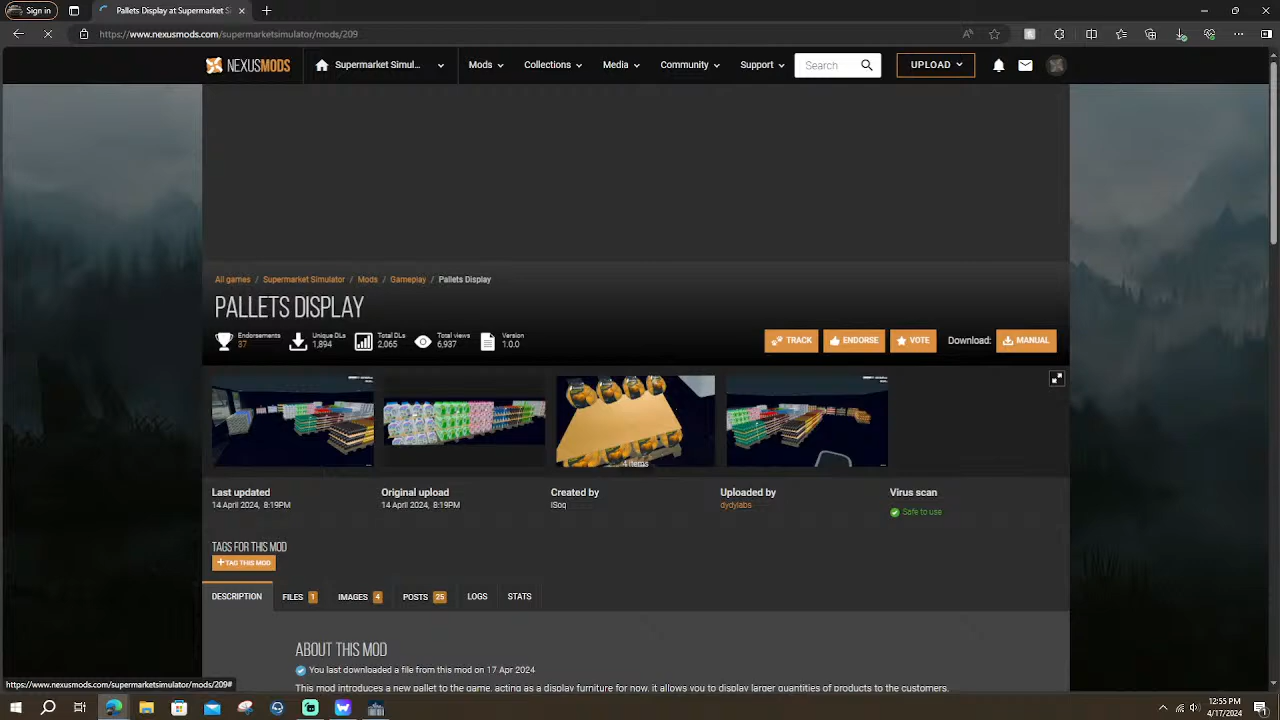 Sign in
Pallets Display at Supermarket S
https://www.nexusmods.com/supermarketsimulator/mods/209
NEXUSMODS
Supermarket Simul...
Mods
Collections
Media
Community
Support
Search
UPLOAD
All games / Supermarket Simulator / Mods / Gameplay / Pallets Display
PALLETS DISPLAY
Endorsements
37
Unique DLs
1,894
Total DLs
2,065
Total views
6,937
Version
1.0.0
TRACK
ENDORSE
VOTE
Download:
MANUAL
4 items
Last updated
14 April 2024, 8:19PM
Original upload
14 April 2024, 8:19PM
Created by
iSoq
Uploaded by
dydylabs
Virus scan
Safe to use
TAGS FOR THIS MOD
+ TAG THIS MOD
DESCRIPTION
FILES 1
IMAGES 4
POSTS 25
LOGS
STATS
ABOUT THIS MOD
You last downloaded a file from this mod on 17 Apr 2024
This mod introduces a new pallet to the game, acting as a display furniture for now, it allows you to display larger quantities of products to the customers.
https://www.nexusmods.com/supermarketsimulator/mods/209#
12:55 PM
4/17/2024